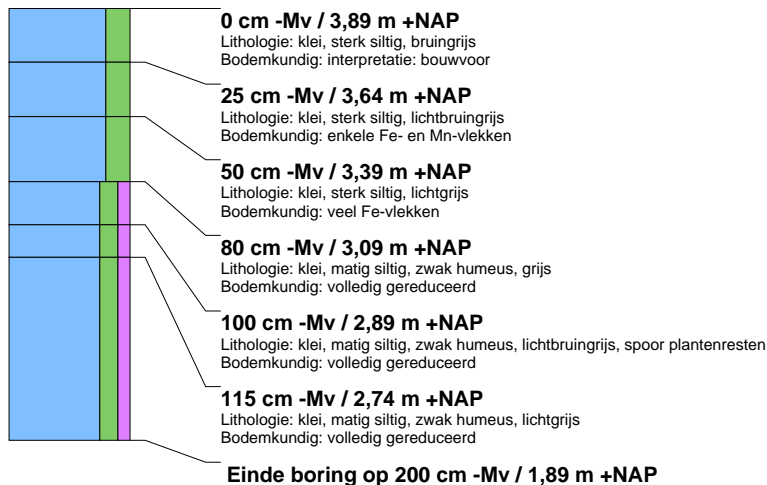 0 cm -Mv / 3,89 m +NAP
Lithologie: klei, sterk siltig, bruingrijs
Bodemkundig: interpretatie: bouwvoor
25 cm -Mv / 3,64 m +NAP
Lithologie: klei, sterk siltig, lichtbruingrijs
Bodemkundig: enkele Fe- en Mn-vlekken
50 cm -Mv / 3,39 m +NAP
Lithologie: klei, sterk siltig, lichtgrijs
Bodemkundig: veel Fe-vlekken
80 cm -Mv / 3,09 m +NAP
Lithologie: klei, matig siltig, zwak humeus, grijs
Bodemkundig: volledig gereduceerd
100 cm -Mv / 2,89 m +NAP
Lithologie: klei, matig siltig, zwak humeus, lichtbruingrijs, spoor plantenresten
Bodemkundig: volledig gereduceerd
115 cm -Mv / 2,74 m +NAP
Lithologie: klei, matig siltig, zwak humeus, lichtgrijs
Bodemkundig: volledig gereduceerd
Einde boring op 200 cm -Mv / 1,89 m +NAP